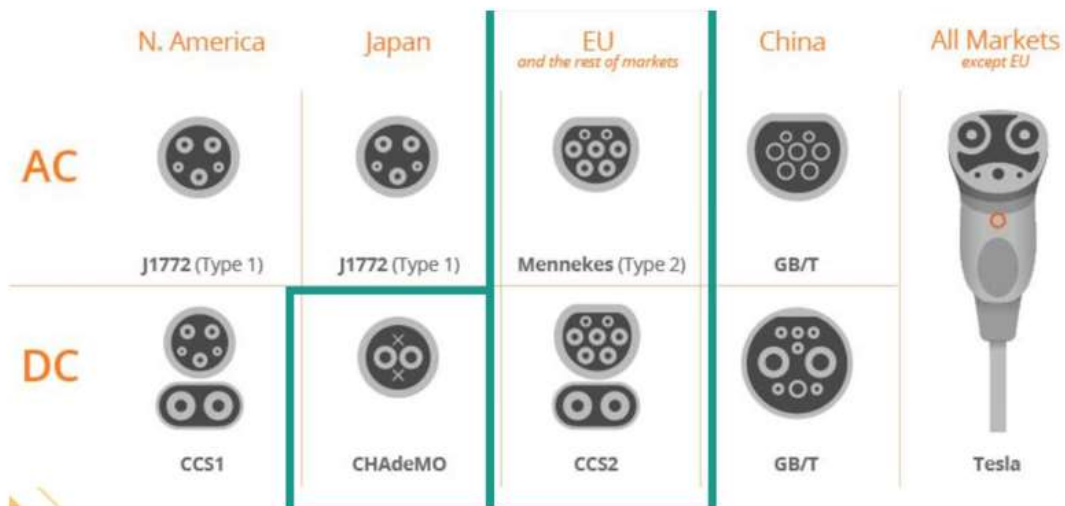 N. America
Japan
EU
and the rest of markets
China
All Markets
except EU
AC
J1772 (Type 1)
J1772 (Type 1)
Mennekes (Type 2)
GB/T
DC
CCS1
CHAdeMO
CCS2
GB/T
Tesla